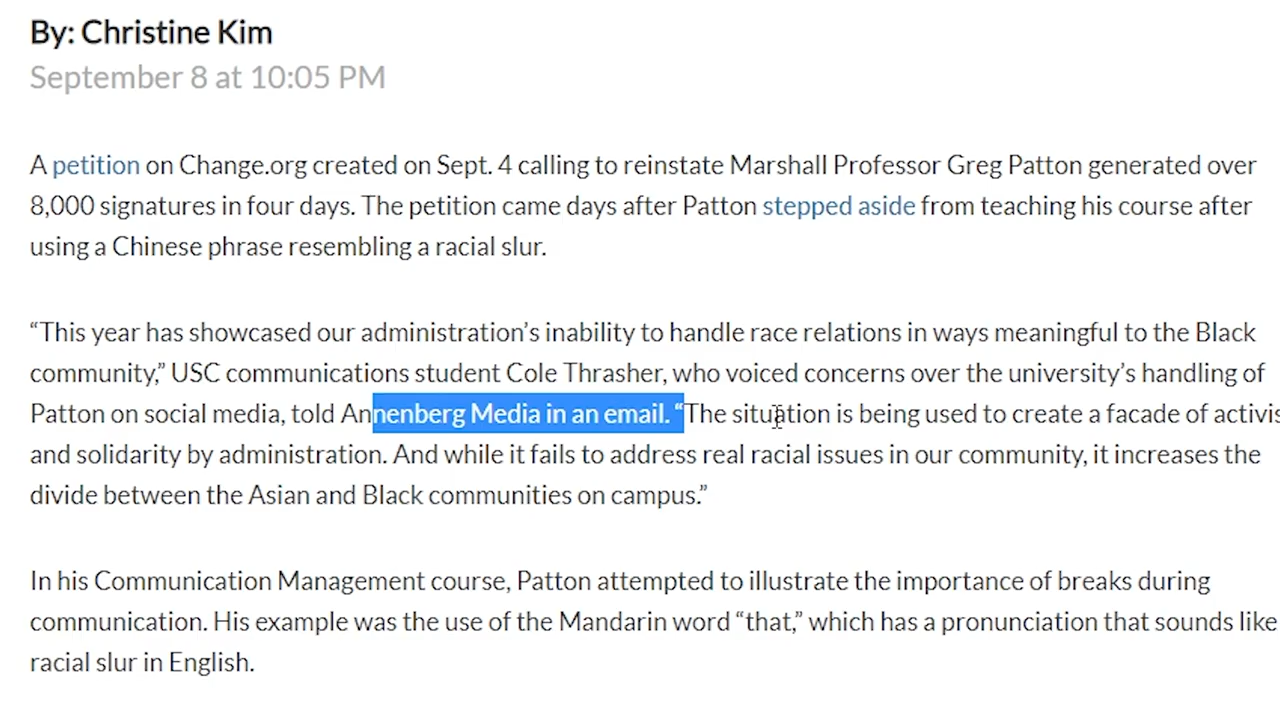 By: Christine Kim
September 8 at 10:05 PM
A petition on Change.org created on Sept. 4 calling to reinstate Marshall Professor Greg Patton generated over
8,000 signatures in four days. The petition came days after Patton stepped aside from teaching his course after
using a Chinese phrase resembling a racial slur.
“This year has showcased our administration’s inability to handle race relations in ways meaningful to the Black
community,” USC communications student Cole Thrasher, who voiced concerns over the university’s handling of
Patton on social media, told Annenberg Media in an email. “The situation is being used to create a facade of activis
and solidarity by administration. And while it fails to address real racial issues in our community, it increases the
divide between the Asian and Black communities on campus.”
In his Communication Management course, Patton attempted to illustrate the importance of breaks during
communication. His example was the use of the Mandarin word “that,” which has a pronunciation that sounds like
racial slur in English.